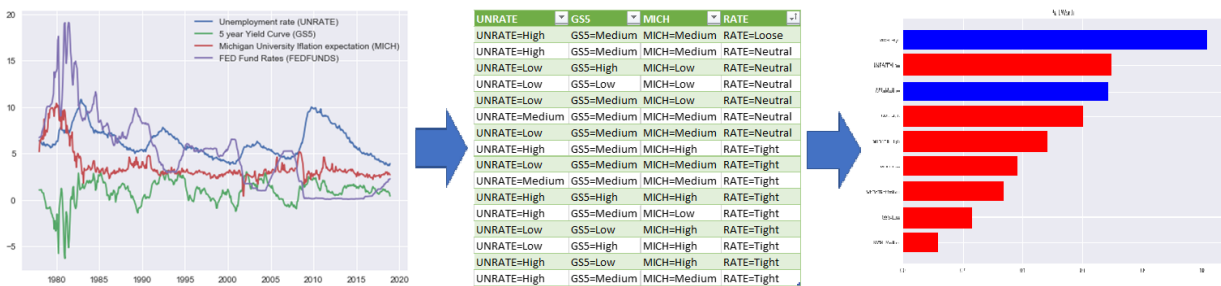 Unemployment rate (UNRATE)
5 year Yield Curve (GS5)
Michigan University Iflation expectation (MICH)
FED Fund Rates (FEDFUNDS)
15
10
5
0
−5
1980 1985 1990 1995 2000 2005 2010 2015 2020
UNRATE GS5 MICH RATE
UNRATE=High GS5=Medium MICH=Medium RATE=Loose
UNRATE=High GS5=Medium MICH=Medium RATE=Neutral
UNRATE=Low GS5=High MICH=Low RATE=Neutral
UNRATE=Low GS5=Low MICH=Low RATE=Neutral
UNRATE=Low GS5=Medium MICH=Low RATE=Neutral
UNRATE=Medium GS5=Medium MICH=Medium RATE=Neutral
UNRATE=Low GS5=Medium MICH=Medium RATE=Neutral
UNRATE=High GS5=Medium MICH=High RATE=Tight
UNRATE=Low GS5=Medium MICH=Medium RATE=Tight
UNRATE=Medium GS5=Medium MICH=Medium RATE=Tight
UNRATE=High GS5=High MICH=High RATE=Tight
UNRATE=High GS5=Medium MICH=Low RATE=Tight
UNRATE=Low GS5=Low MICH=High RATE=Tight
UNRATE=Low GS5=High MICH=High RATE=Tight
UNRATE=High GS5=Low MICH=High RATE=Tight
UNRATE=High GS5=Medium MICH=Medium RATE=Tight